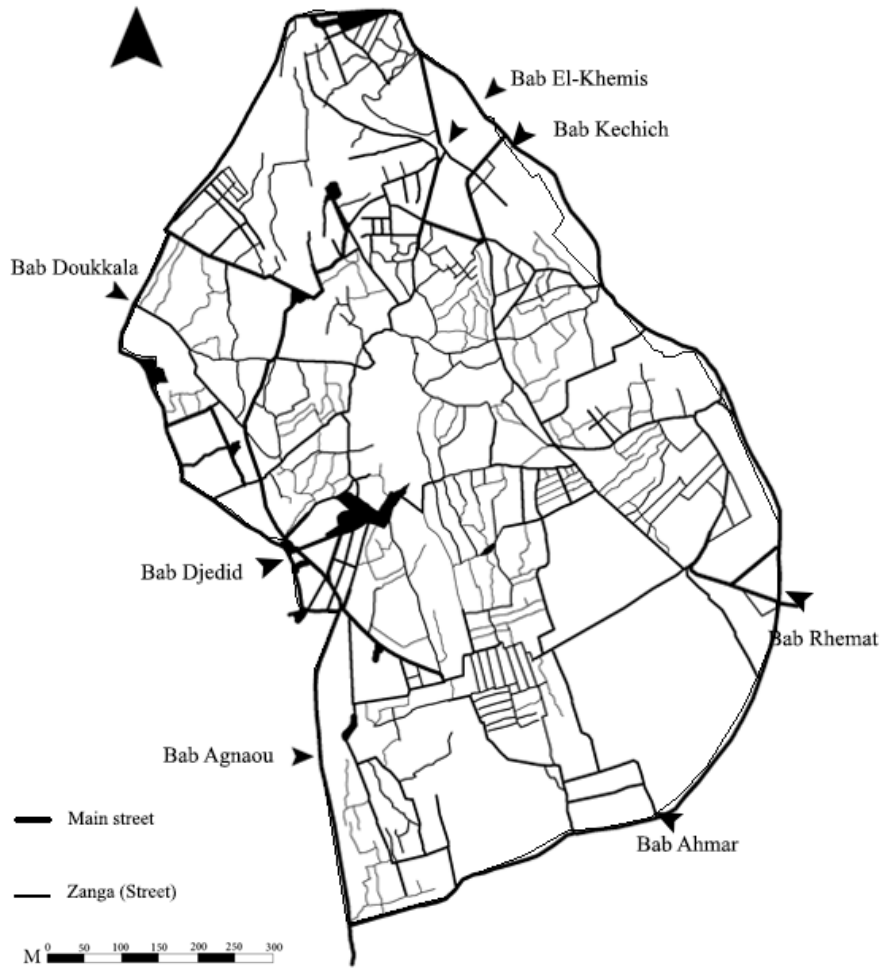 Bab El-Khemis
Bab Kechich
Bab Doukkala
Bab Djedid
Bab Rhemat
Bab Agnaou
Main street
Bab Ahmar
Zanga (Street)
M 0 50 100 150 200 250 300